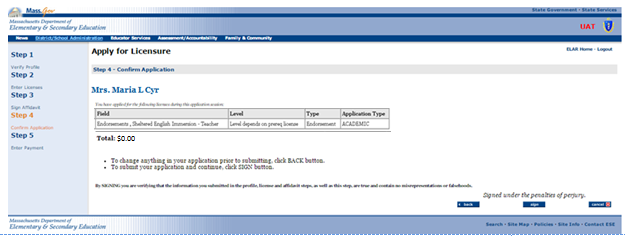 Mass.Gov
State Government · State Services
Massachusetts Department of
Elementary & Secondary Education
UAT
News District/School Administration Educator Services Assessment/Accountability Family & Community
ELAR Home - Logout
Apply for Licensure
Step 1
Verify Profile
Step 2
Enter Licenses
Step 3
Sign Affidavit
Step 4
Confirm Application
Step 5
Enter Payment
Step 4 - Confirm Application
Mrs. Maria L Cyr
You have applied for the following licenses during this application session:
Field Level Type Application Type
Endorsements , Sheltered English Immersion - Teacher Level depends on prereq license Endorsement ACADEMIC
Total: $0.00
• To change anything in your application prior to submitting, click BACK button.
• To submit your application and continue, click SIGN button.
By SIGNING you are verifying that the information you submitted in the profile, license and affidavit steps, as well as this step, are true and contain no misrepresentations or falsehoods.
Signed under the penalties of perjury.
back sign cancel
Massachusetts Department of
Elementary & Secondary Education
Search · Site Map · Policies · Site Info · Contact ESE